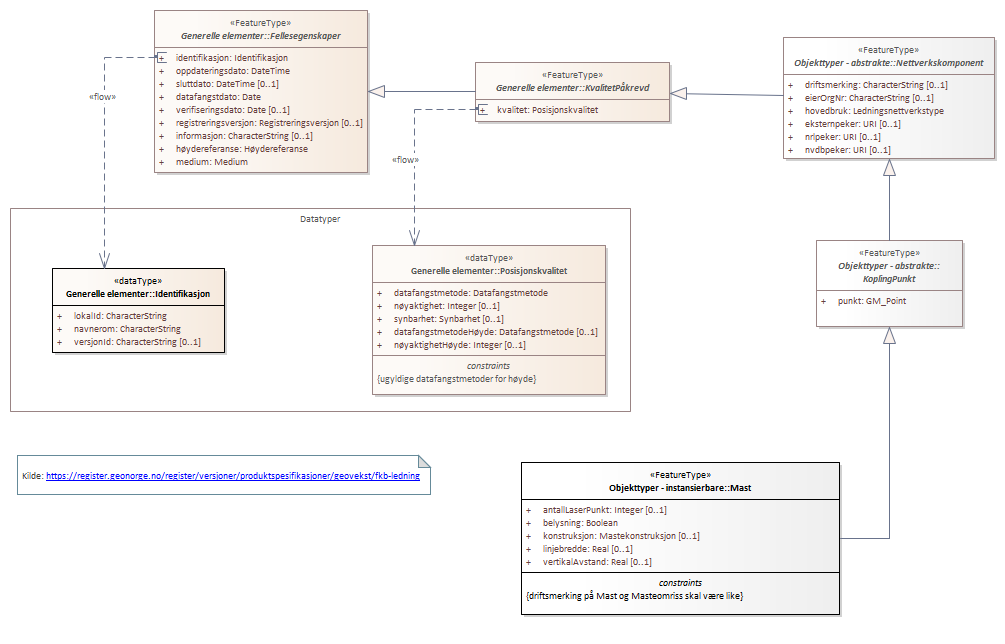 «FeatureType»
Generelle elementer::Fellesegenskaper
+ identifikasjon: Identifikasjon
+ oppdateringsdato: DateTime
+ sluttdato: DateTime [0..1]
+ datafangstdato: Date
+ verifiseringsdato: Date [0..1]
+ registreringsversjon: Registreringsversjon [0..1]
+ informasjon: CharacterString [0..1]
+ høydereferanse: Høydereferanse
+ medium: Medium
«FeatureType»
Generelle elementer::KvalitetPåkrevd
+ kvalitet: Posisjonskvalitet
«FeatureType»
Objekttyper - abstrakte::Nettverkskomponent
+ driftsmerking: CharacterString [0..1]
+ eierOrgNr: CharacterString [0..1]
+ hovedbruk: Ledningsnettverkstype
+ eksternpeker: URI [0..1]
+ nrlpeker: URI [0..1]
+ nvdbpeker: URI [0..1]
«flow»
«flow»
Datatyper
«dataType»
Generelle elementer::Identifikasjon
+ lokalId: CharacterString
+ navnerom: CharacterString
+ versjonId: CharacterString [0..1]
«dataType»
Generelle elementer::Posisjonskvalitet
+ datafangstmetode: Datafangstmetode
+ nøyaktighet: Integer [0..1]
+ synbarhet: Synbarhet [0..1]
+ datafangstmetodeHøyde: Datafangstmetode [0..1]
+ nøyaktighetHøyde: Integer [0..1]
constraints
{ugyldige datafangstmetoder for høyde}
«FeatureType»
Objekttyper - abstrakte::
KoplingPunkt
+ punkt: GM_Point
Kilde: https://register.geonorge.no/register/versjoner/produktspesifikasjoner/geovekst/fkb-ledning
«FeatureType»
Objekttyper - instansierbare::Mast
+ antallLaserPunkt: Integer [0..1]
+ belysning: Boolean
+ konstruksjon: Mastekonstruksjon [0..1]
+ linjebredde: Real [0..1]
+ vertikalAvstand: Real [0..1]
constraints
{driftsmerking på Mast og Masteomriss skal være like}